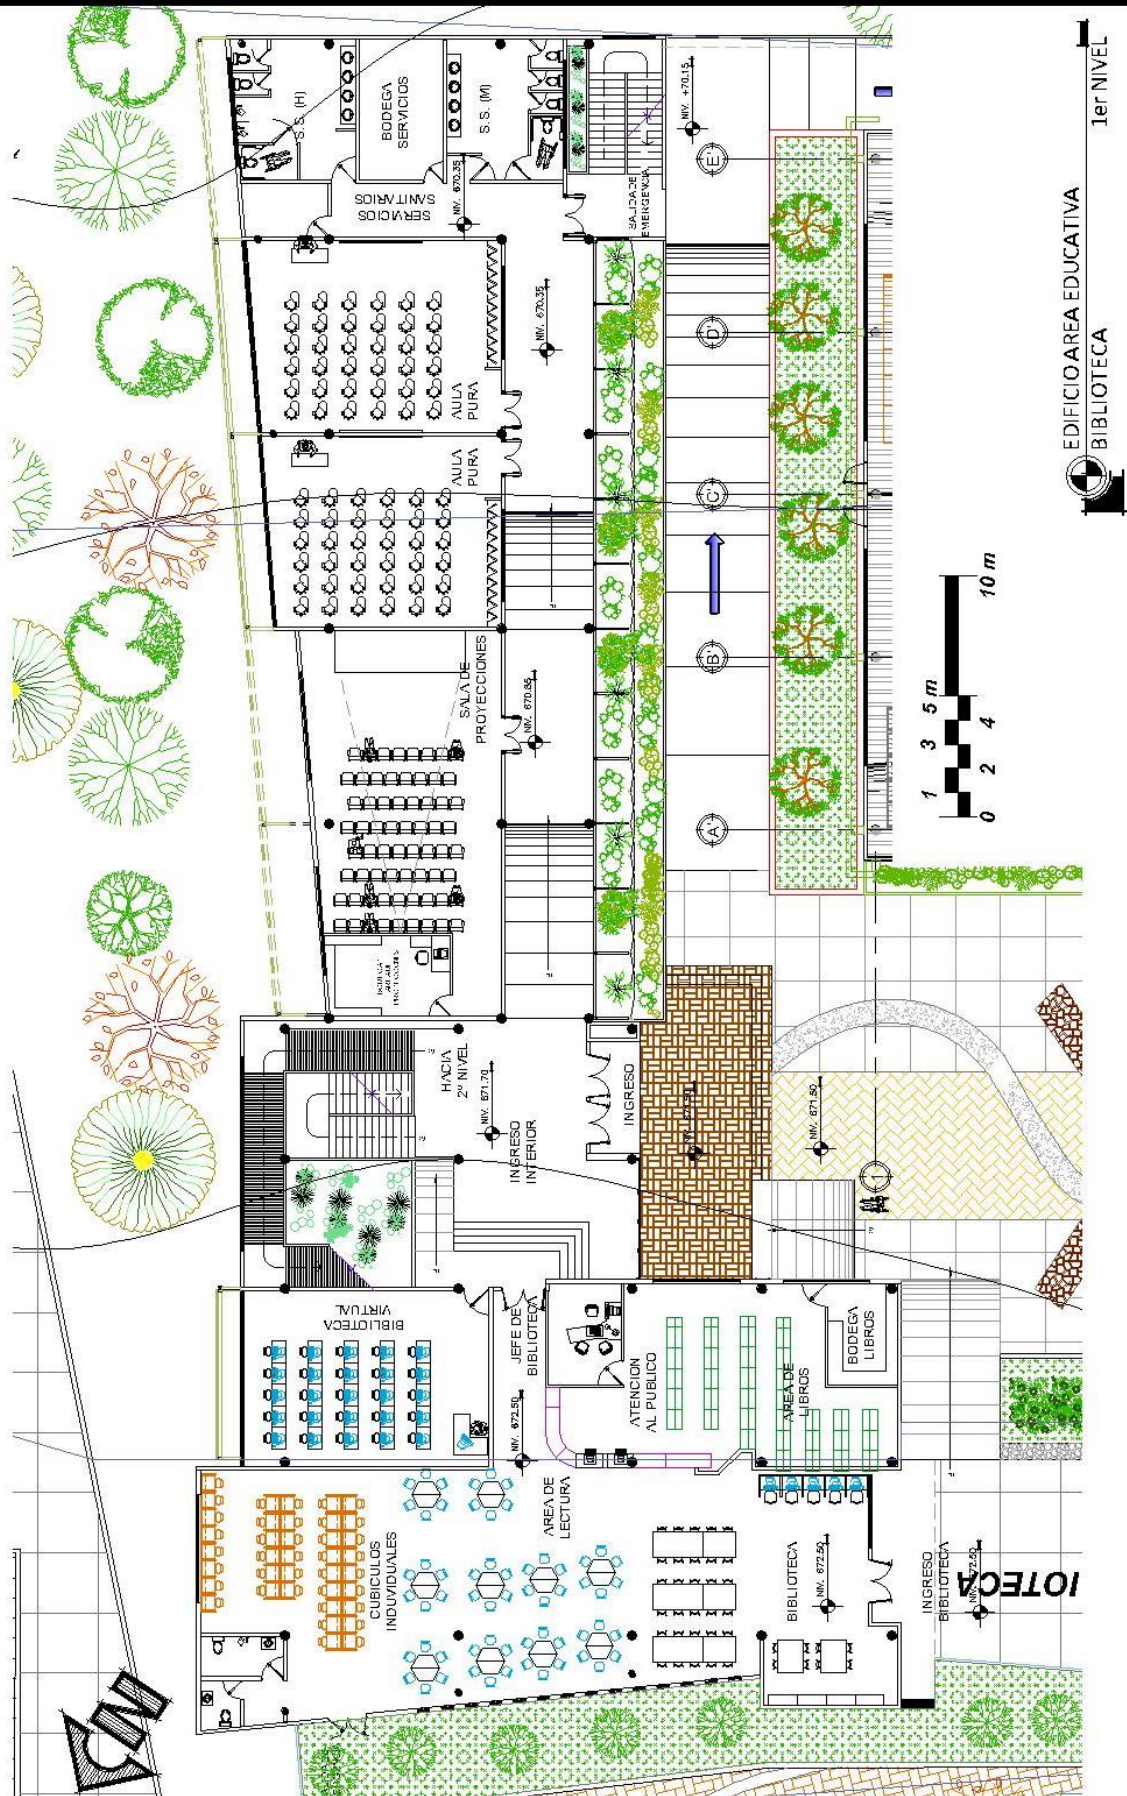 S.S. (H)
BODEGA
SERVICIOS
S.S. (M)
SERVICIOS
SANITARIOS
NIV. 670.35
SALIDA DE
EMERGENCIA
NIV. +70.15
E'
AULA
PURA
NIV. 670.35
D'
AULA
PURA
C'
SALA DE
PROYECCIONES
NIV. 670.85
B'
A'
HACIA
2º NIVEL
NIV. 671.70
INGRESO
INTERIOR
INGRESO
NIV. 671.50
1
BIBLIOTECA
VIRTUAL
JEFE DE
BIBLIOTECA
NIV. 672.50
ATENCION
AL PUBLICO
AREA DE
LIBROS
BODEGA
LIBROS
AREA DE
LECTURA
CUBICULOS
INDUVIDUALES
BIBLIOTECA
NIV. 672.50
INGRESO
BIBLIOTECA
NIV. 672.50
IOTECA
N
0 1 2 3 4 5 m 10 m
EDIFICIO AREA EDUCATIVA
BIBLIOTECA
1er NIVEL